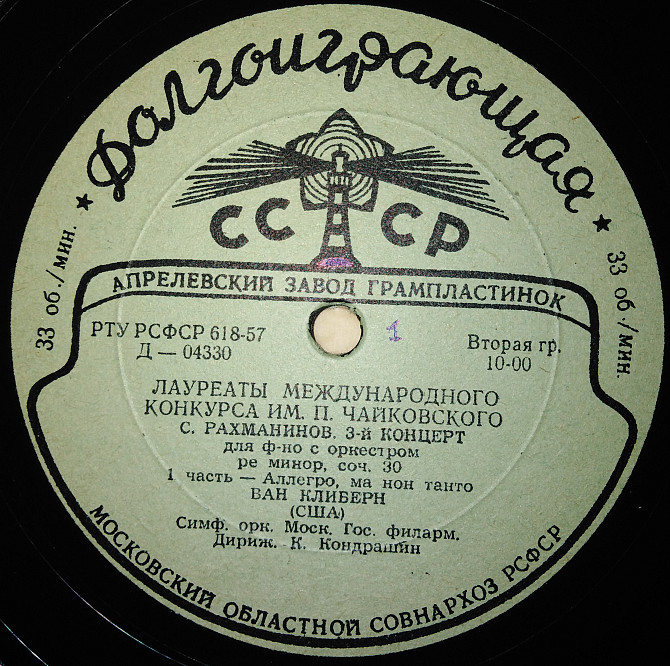 Долгоиграющая
★ ★
33 об./мин.
33 об./мин.
СССР
АПРЕЛЕВСКИЙ ЗАВОД ГРАМПЛАСТИНОК
РТУ РСФСР 618-57
Д — 04330
1
Вторая гр.
10-00
ЛАУРЕАТЫ МЕЖДУНАРОДНОГО
КОНКУРСА ИМ. П. ЧАЙКОВСКОГО
С. РАХМАНИНОВ. 3-й КОНЦЕРТ
для ф-но с оркестром
ре минор, соч. 30
1 часть — Аллегро, ма нон танто
ВАН КЛИБЕРН
(США)
Симф. орк. Моск. Гос. филарм.
Дириж. К. Кондрашин
МОСКОВСКИЙ ОБЛАСТНОЙ СОВНАРХОЗ РСФСР